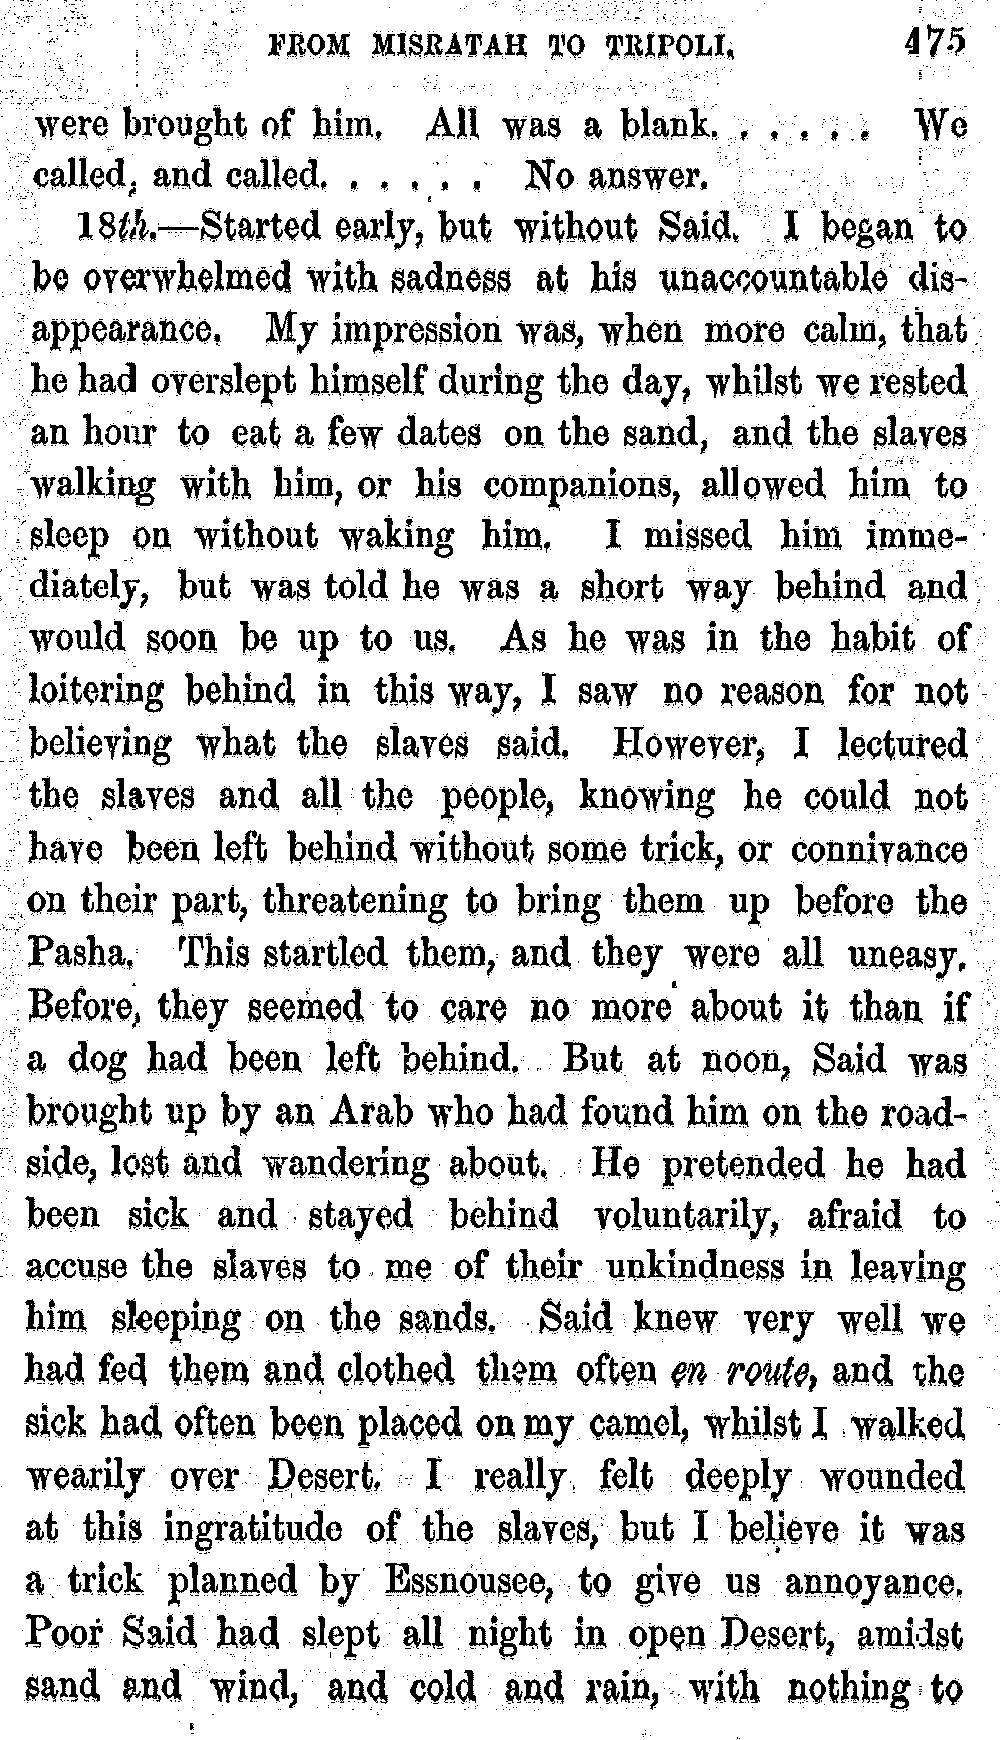 FROM MISRATAH TO TRIPOLI. 475
were brought of him. All was a blank. . . . . . We
called, and called. . . . . . No answer.
18th.—Started early, but without Said. I began to
be overwhelmed with sadness at his unaccountable dis-
appearance. My impression was, when more calm, that
he had overslept himself during the day, whilst we rested
an hour to eat a few dates on the sand, and the slaves
walking with him, or his companions, allowed him to
sleep on without waking him. I missed him imme-
diately, but was told he was a short way behind and
would soon be up to us. As he was in the habit of
loitering behind in this way, I saw no reason for not
believing what the slaves said. However, I lectured
the slaves and all the people, knowing he could not
have been left behind without some trick, or connivance
on their part, threatening to bring them up before the
Pasha. This startled them, and they were all uneasy.
Before, they seemed to care no more about it than if
a dog had been left behind. But at noon, Said was
brought up by an Arab who had found him on the road-
side, lost and wandering about. He pretended he had
been sick and stayed behind voluntarily, afraid to
accuse the slaves to me of their unkindness in leaving
him sleeping on the sands. Said knew very well we
had fed them and clothed them often en route, and the
sick had often been placed on my camel, whilst I walked
wearily over Desert. I really felt deeply wounded
at this ingratitude of the slaves, but I believe it was
a trick planned by Essnousee, to give us annoyance.
Poor Said had slept all night in open Desert, amidst
sand and wind, and cold and rain, with nothing to